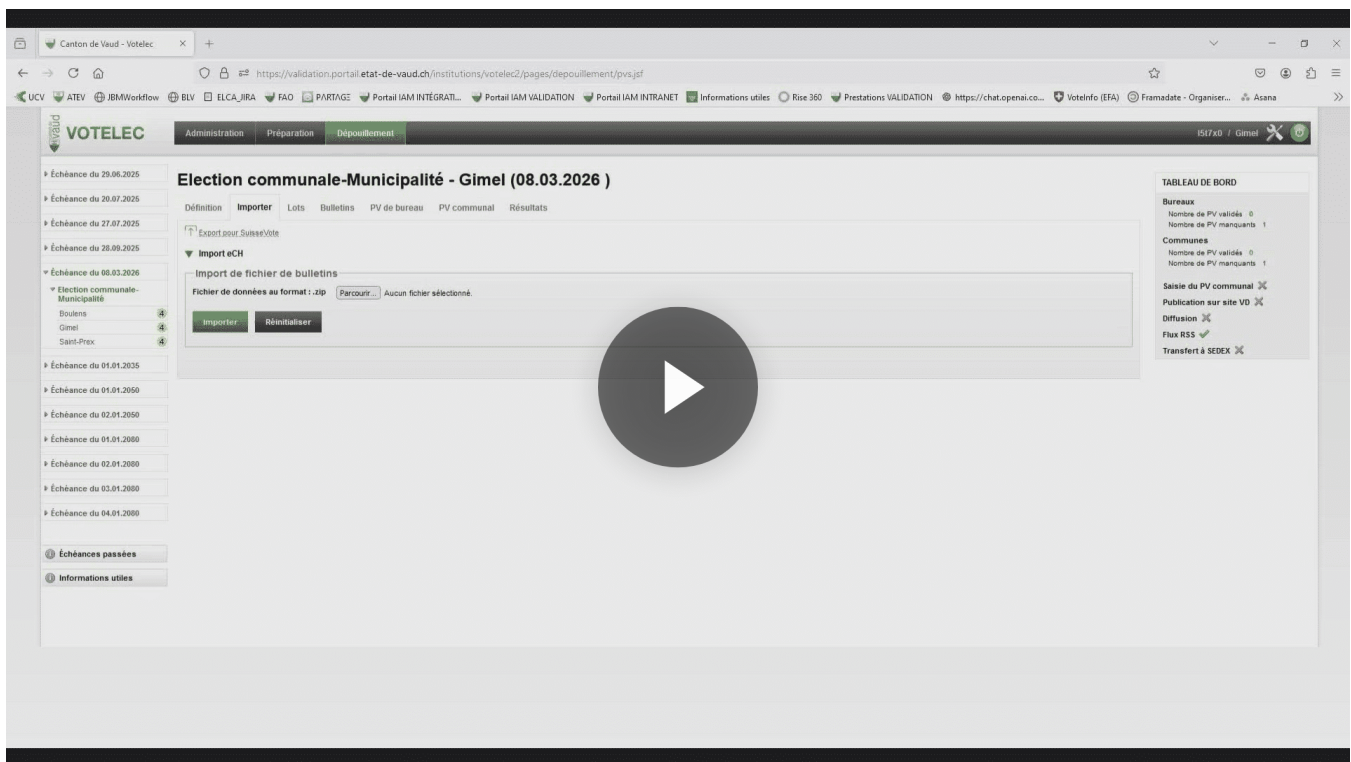 Canton de Vaud - Votelec
https://validation.portail.etat-de-vaud.ch/institutions/votelec2/pages/depouillement/pvs.jsf
UCV ATEV JBMWorkflow BLV ELCA_JIRA FAO PARTAGE Portail IAM INTÉGRATI... Portail IAM VALIDATION Portail IAM INTRANET Informations utiles Rise 360 Prestations VALIDATION https://chat.openai.co... VoteInfo (EFA) Framadate - Organiser... Asana
vaud
VOTELEC
Administration Préparation Dépouillement
l5t7x0 / Gimel
Échéance du 29.06.2025
Échéance du 20.07.2025
Échéance du 27.07.2025
Échéance du 28.09.2025
Échéance du 08.03.2026
Election communale-
Municipalité
Boulens 4
Gimel 4
Saint-Prex 4
Échéance du 01.01.2035
Échéance du 01.01.2050
Échéance du 02.01.2050
Échéance du 01.01.2080
Échéance du 02.01.2080
Échéance du 03.01.2080
Échéance du 04.01.2080
Échéances passées
Informations utiles
Election communale-Municipalité - Gimel (08.03.2026 )
Définition Importer Lots Bulletins PV de bureau PV communal Résultats
Export pour SuisseVote
Import eCH
Import de fichier de bulletins
Fichier de données au format : .zip Parcourir... Aucun fichier sélectionné.
Importer Réinitialiser
TABLEAU DE BORD
Bureaux
Nombre de PV validés 0
Nombre de PV manquants 1
Communes
Nombre de PV validés 0
Nombre de PV manquants 1
Saisie du PV communal
Publication sur site VD
Diffusion
Flux RSS
Transfert à SEDEX